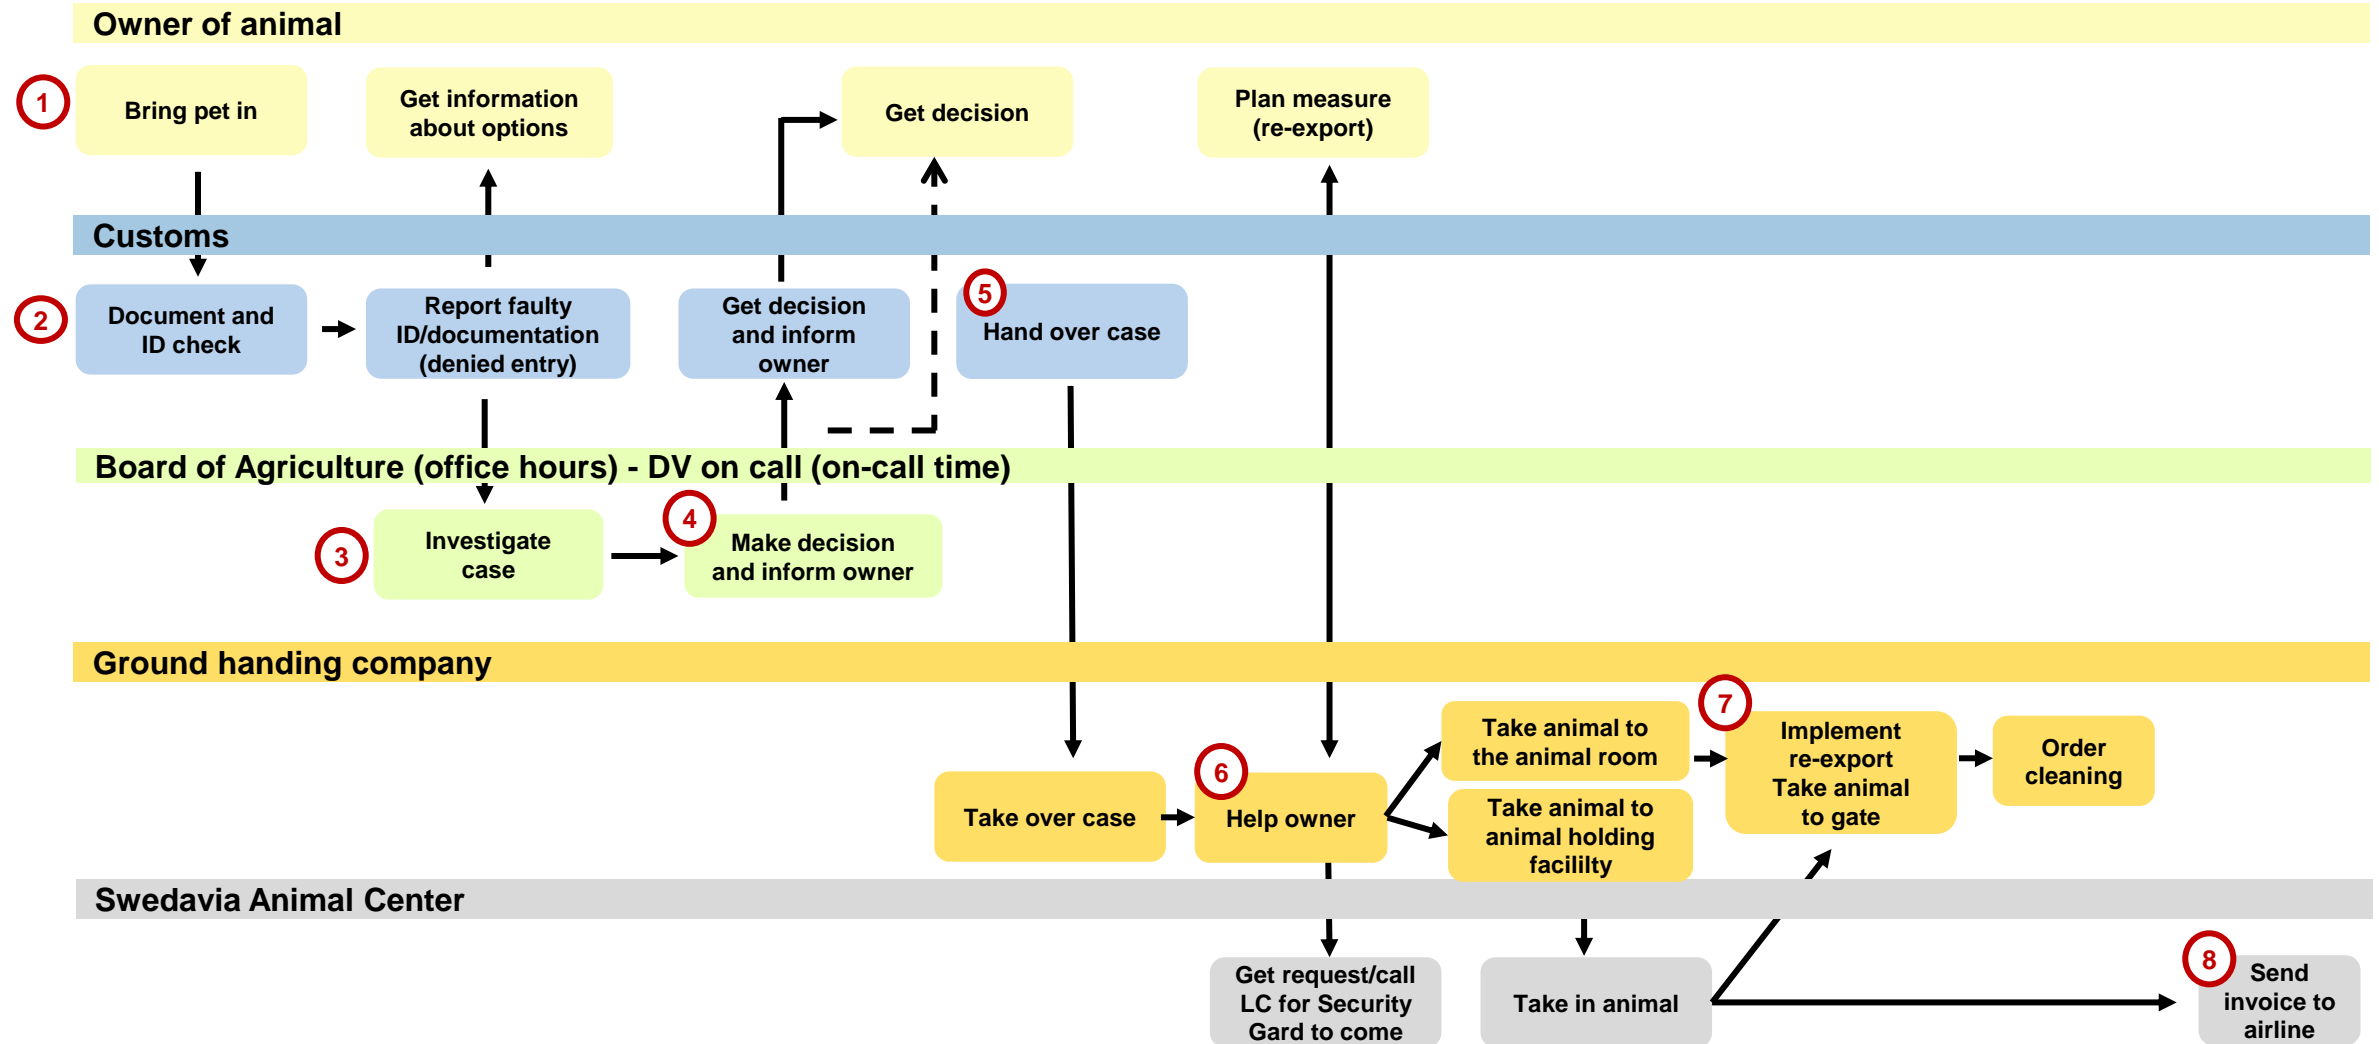 Owner of animal
1
Bring pet in
Get information
about options
Get decision
Plan measure
(re-export)
Customs
2
Document and
ID check
Report faulty
ID/documentation
(denied entry)
Get decision
and inform
owner
5
Hand over case
Board of Agriculture (office hours) - DV on call (on-call time)
3
Investigate
case
4
Make decision
and inform owner
Ground handing company
Take over case
6
Help owner
Take animal to
the animal room
Take animal to
animal holding
facililty
7
Implement
re-export
Take animal
to gate
Order
cleaning
Swedavia Animal Center
Get request/call
LC for Security
Gard to come
Take in animal
8
Send
invoice to
airline